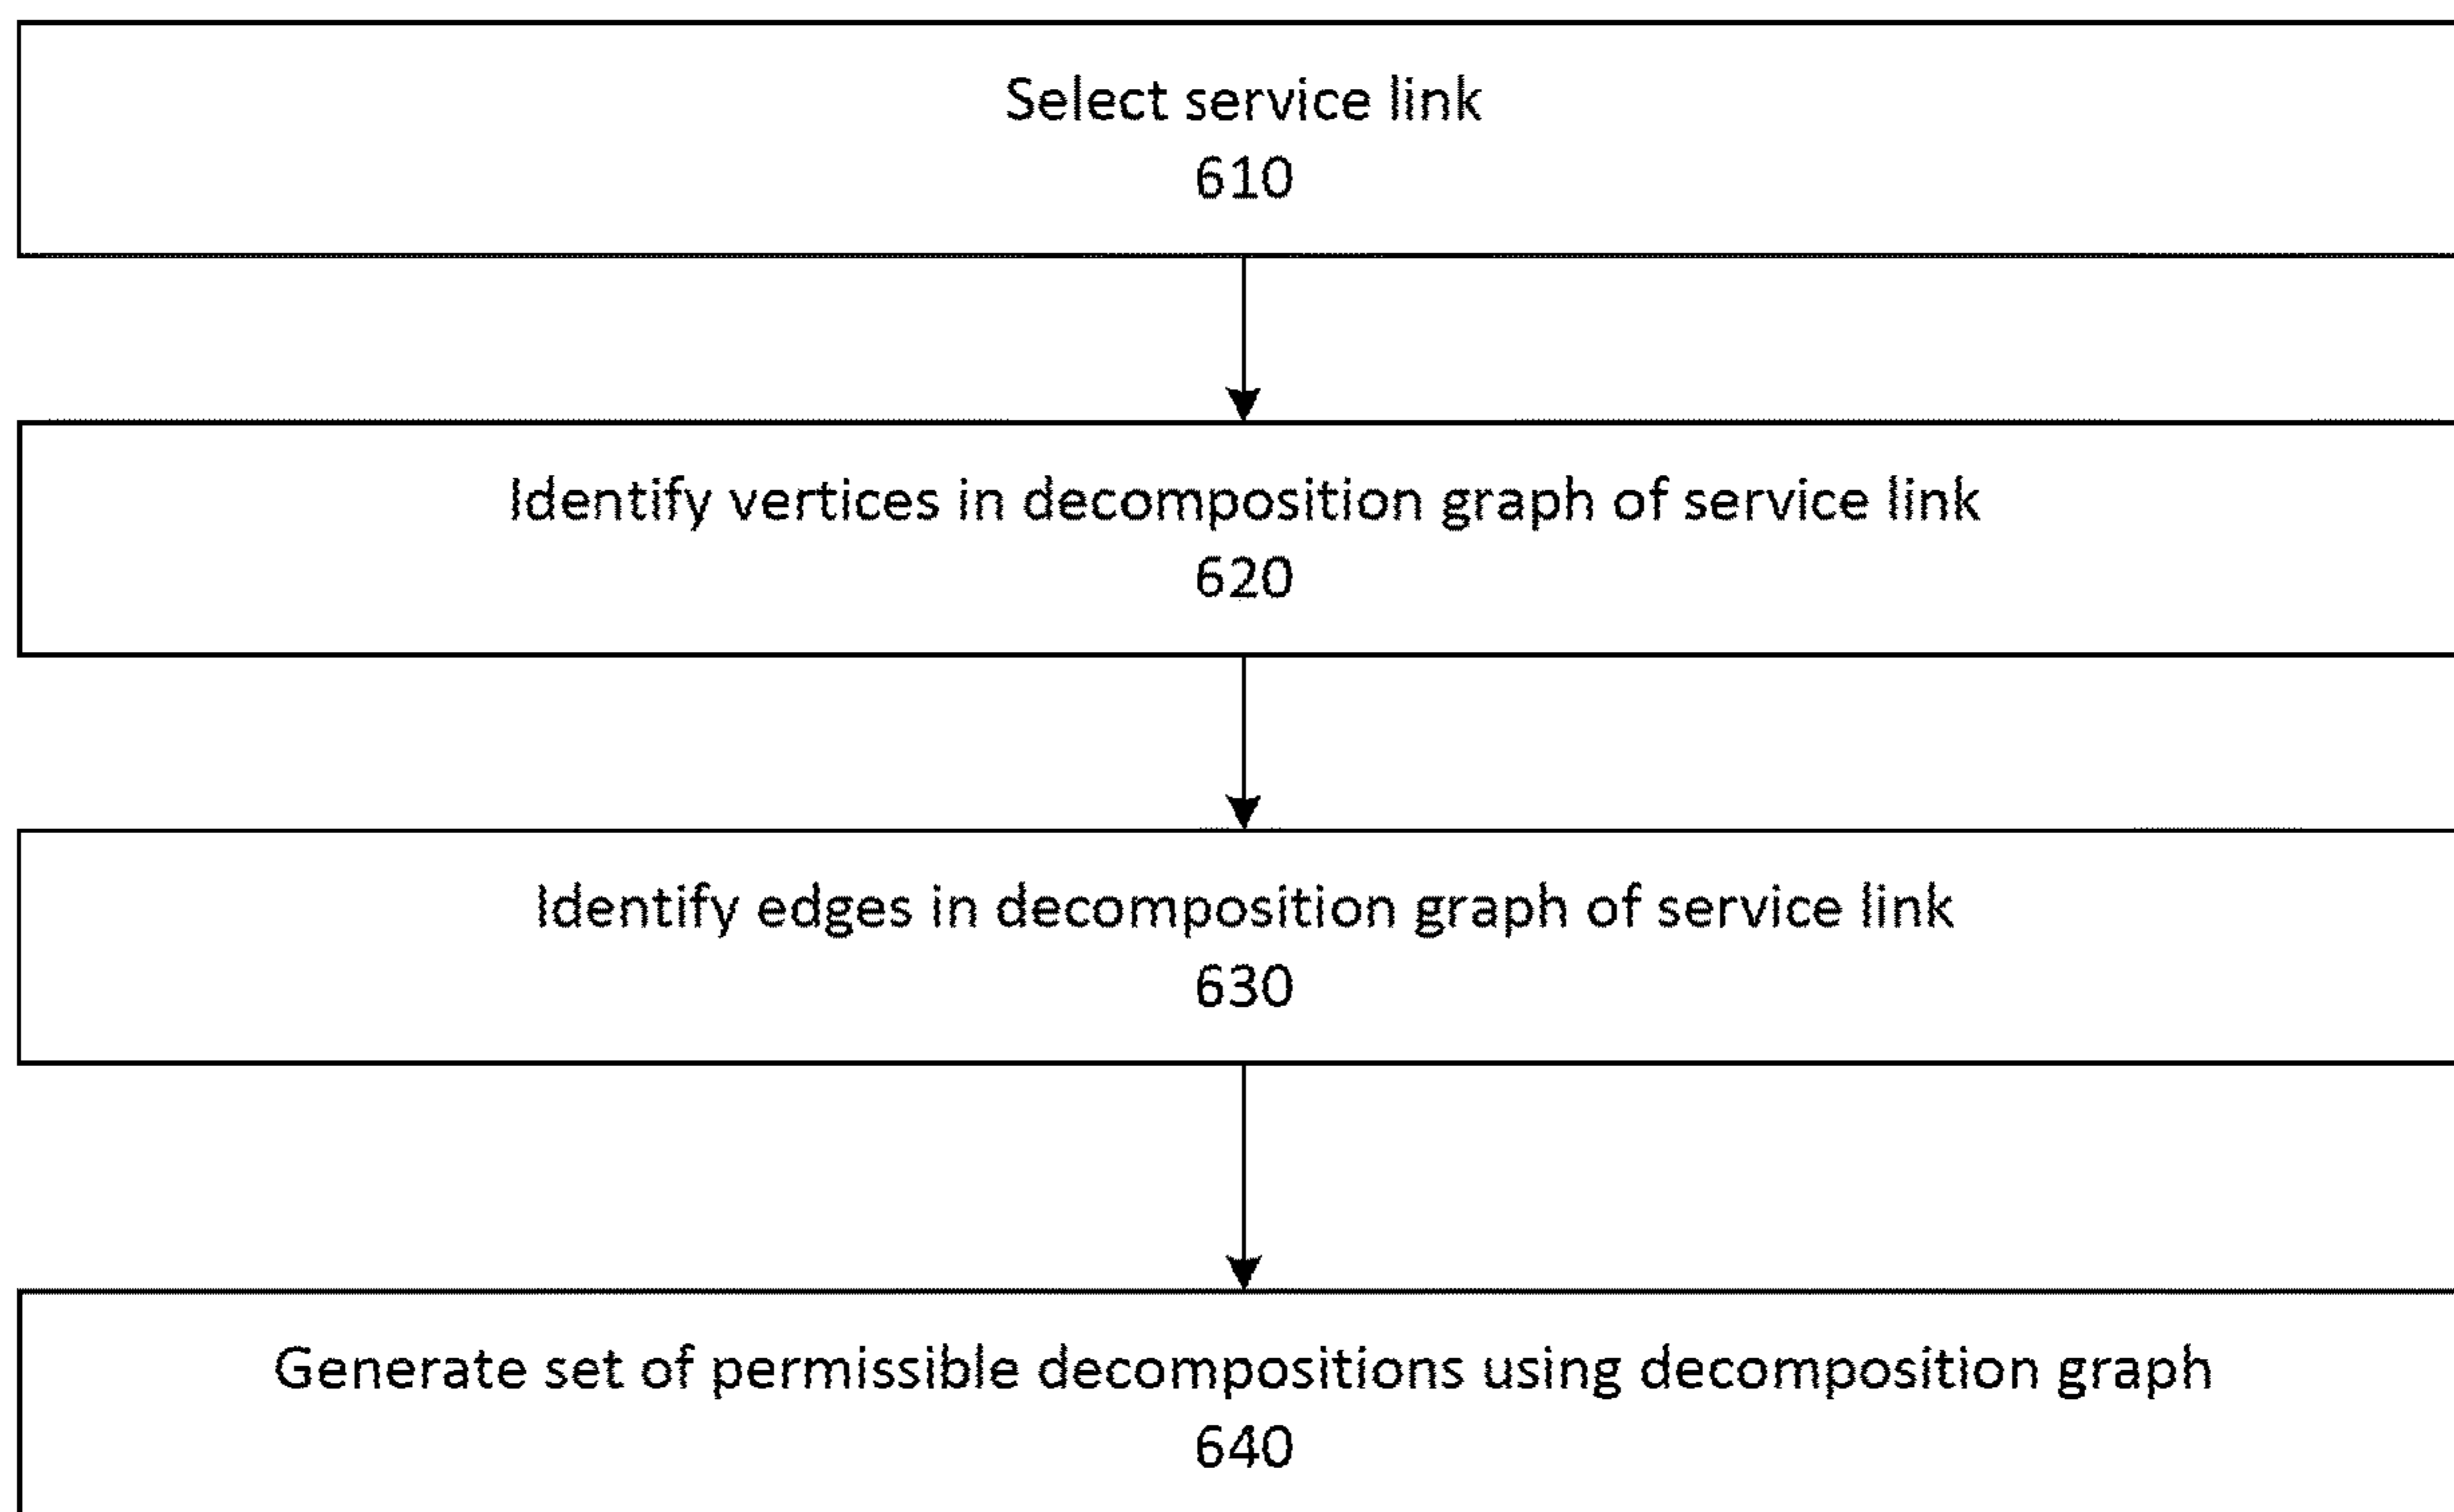 Select service link
610
Identify vertices in decomposition graph of service link
620
Identify edges in decomposition graph of service link
630
Generate set of permissible decompositions using decomposition graph
640